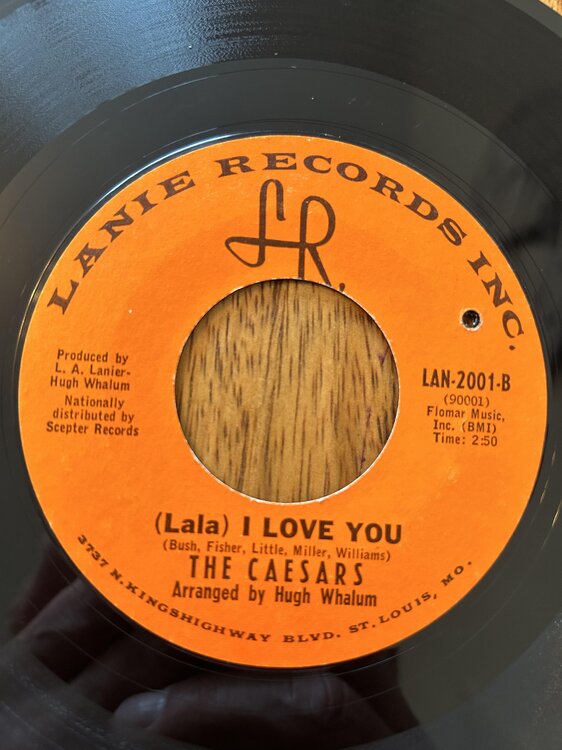 LANIE RECORDS INC.
LR.
Produced by
L. A. Lanier-
Hugh Whalum
Nationally
distributed by
Scepter Records
LAN-2001-B
(90001)
Flomar Music,
Inc. (BMI)
Time: 2:50
(Lala) I LOVE YOU
(Bush, Fisher, Little, Miller, Williams)
THE CAESARS
Arranged by Hugh Whalum
3737 N. KINGSHIGHWAY BLVD. ST. LOUIS, MO.